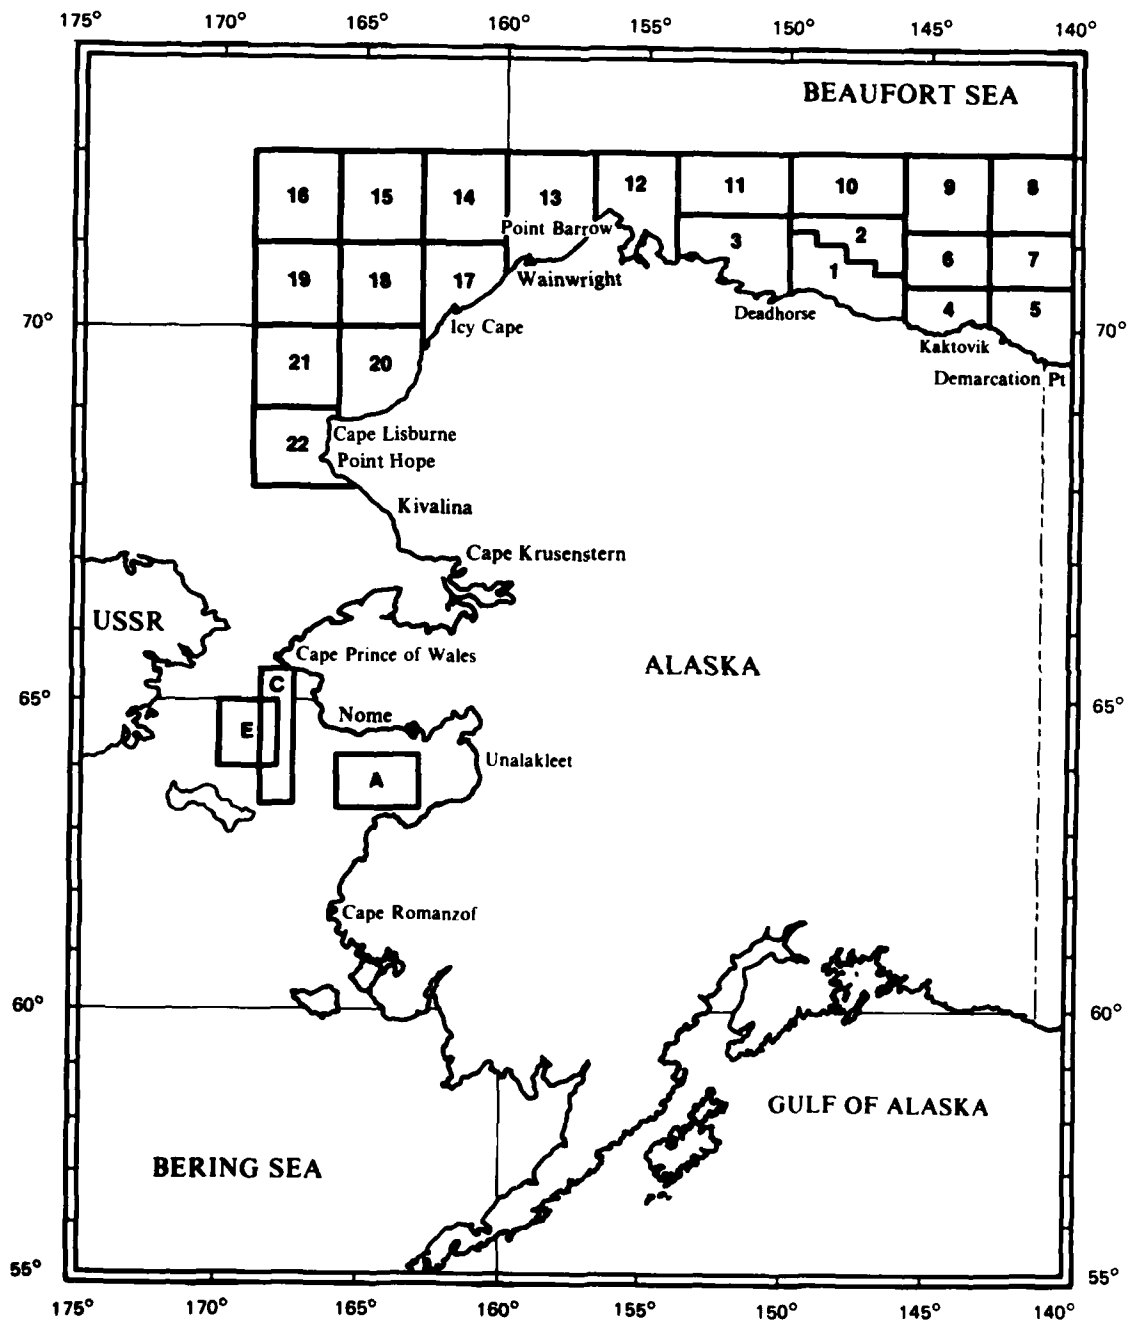 175° 170° 165° 160° 155° 150° 145° 140°
BEAUFORT SEA
16 15 14 13 12 11 10 9 8
Point Barrow
3 2
19 18 17 1 6 7
Wainwright
Icy Cape
Deadhorse
4 5
70° 70°
Kaktovik
21 20
Demarcation Pt
22
Cape Lisburne
Point Hope
Kivalina
Cape Krusenstern
USSR
Cape Prince of Wales
ALASKA
C
65° 65°
Nome
E
Unalakleet
A
Cape Romanzof
60° 60°
GULF OF ALASKA
BERING SEA
55° 55°
175° 170° 165° 160° 155° 150° 145° 140°